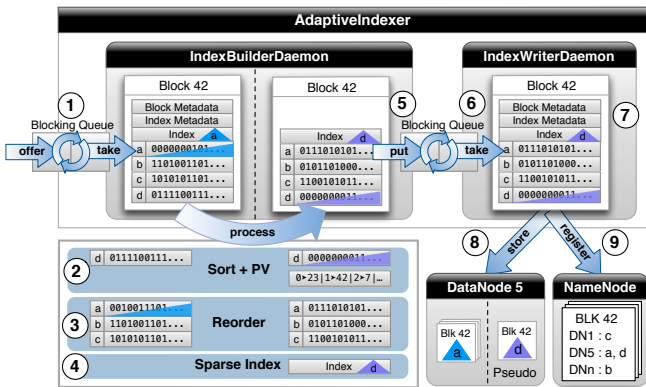 AdaptiveIndexer
IndexBuilderDaemon
IndexWriterDaemon
1
Blocking Queue
offer
take
Block 42
Block Metadata
Index Metadata
Index a
a 0000000101...
b 1101001101...
c 1010101101...
d 0111100111...
Block 42
Index d
a 0111010101...
b 0101101000...
c 1100101011...
d 0000000011...
process
5
put
6
Blocking Queue
take
7
Block 42
Block Metadata
Index Metadata
Index d
a 0111010101...
b 0101101000...
c 1100101011...
d 0000000011...
2
d 0111100111...
Sort + PV
d 0000000011...
0➤23|1➤42|2➤7|…
3
a 0010011101...
b 1101001101...
c 1010101101...
Reorder
a 0111010101...
b 0101101000...
c 1100101011...
4
Sparse Index
Index d
8
store
register
9
DataNode 5
Blk 42
a
Blk 42
d
Pseudo
NameNode
BLK 42
DN1 : c
DN5 : a, d
DNn : b